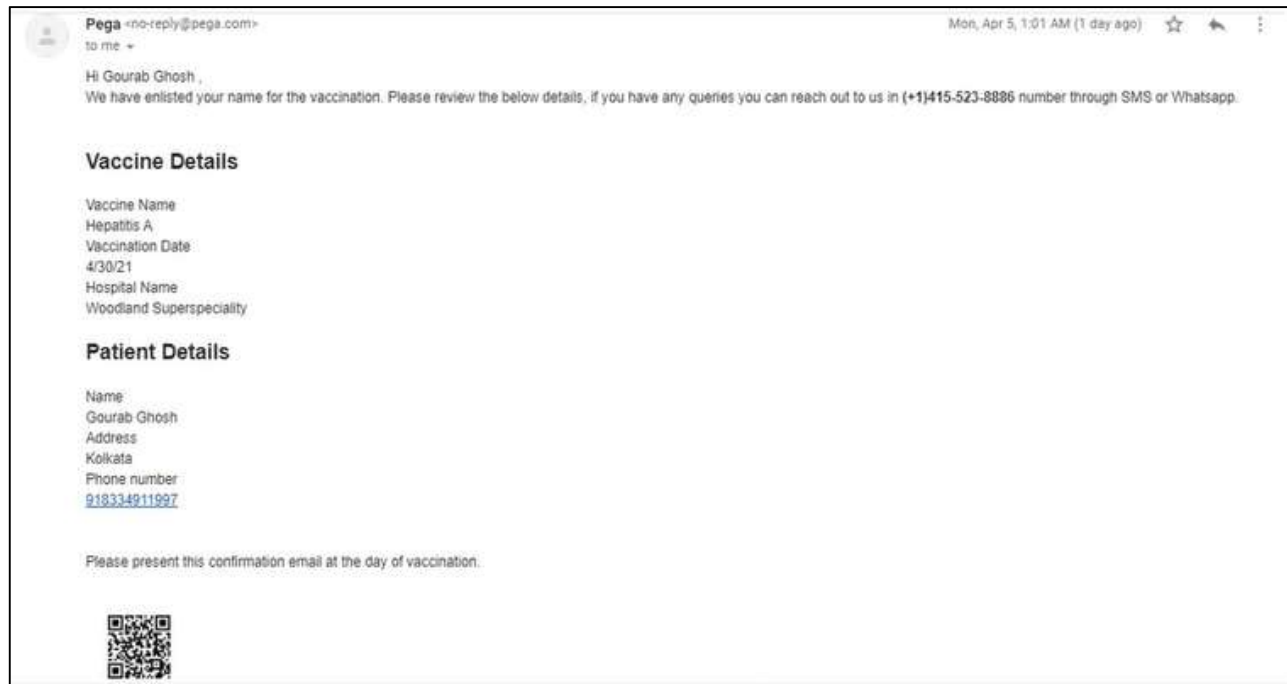 Pega <no-reply@pega.com>
Mon, Apr 5, 1:01 AM (1 day ago)
to me
Hi Gourab Ghosh ,
We have enlisted your name for the vaccination. Please review the below details, if you have any queries you can reach out to us in (+1)415-523-8886 number through SMS or Whatsapp.
Vaccine Details
Vaccine Name
Hepatitis A
Vaccination Date
4/30/21
Hospital Name
Woodland Superspeciality
Patient Details
Name
Gourab Ghosh
Address
Kolkata
Phone number
918334911997
Please present this confirmation email at the day of vaccination.